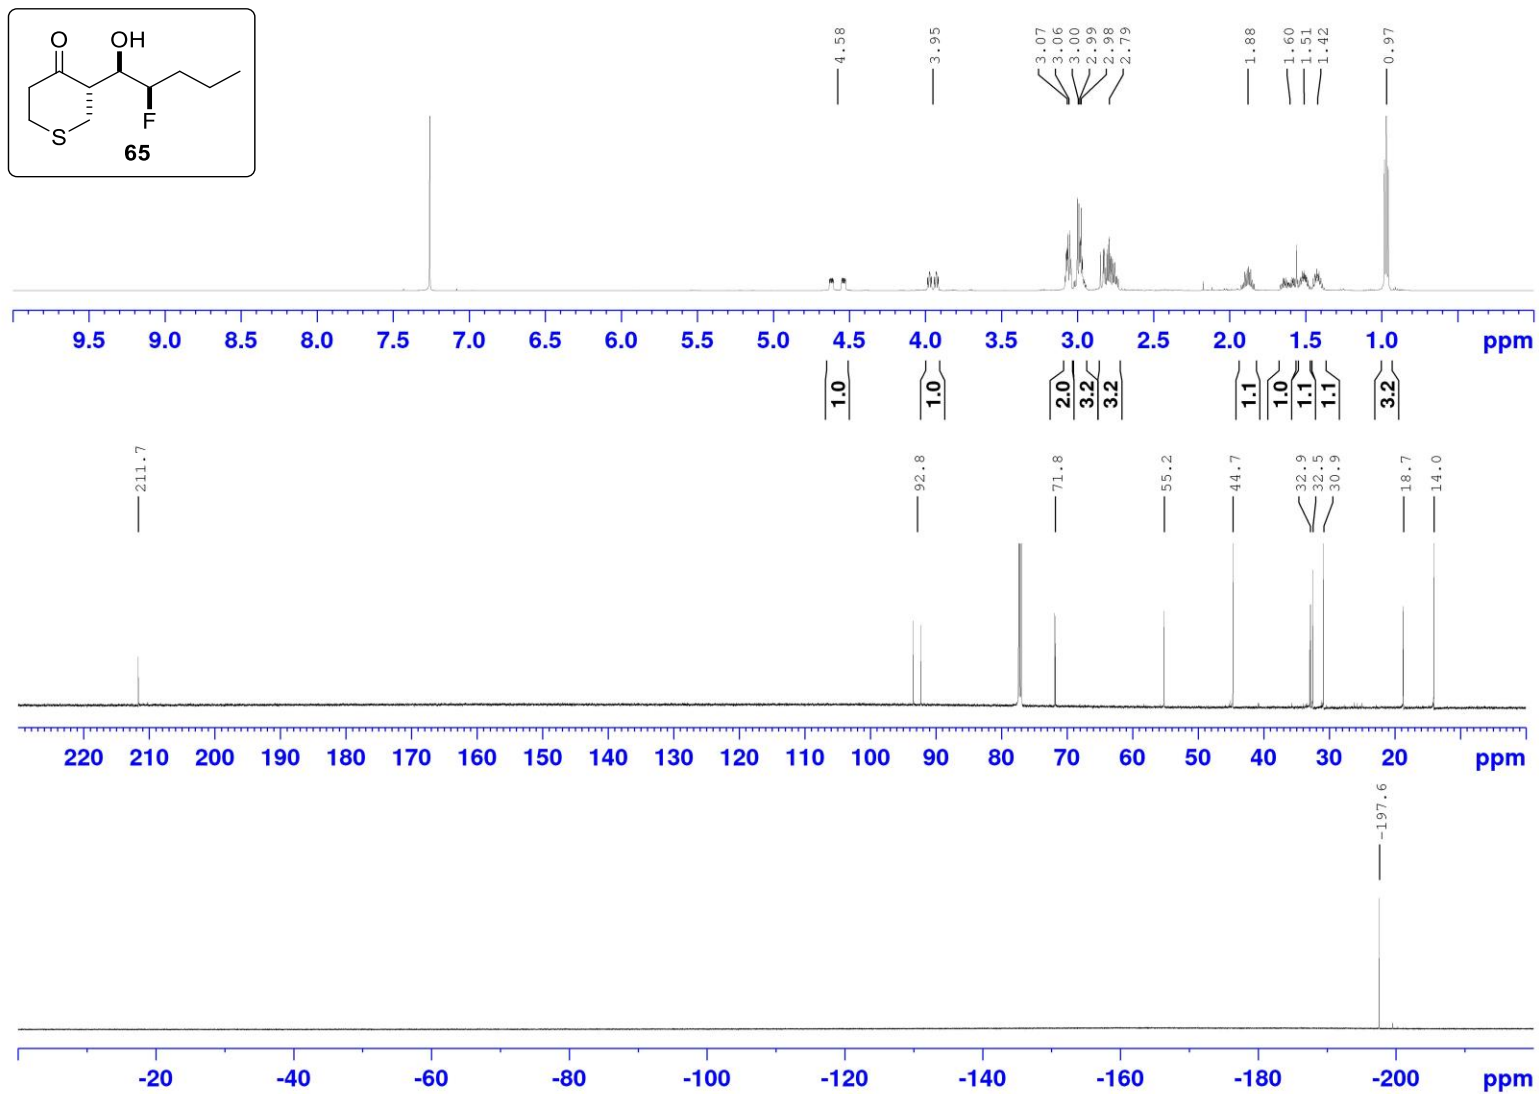 O OH
F
S
65
4.58 3.95 3.07 3.06 3.00 2.99 2.98 2.79 1.88 1.60 1.51 1.42 0.97
9.5 9.0 8.5 8.0 7.5 7.0 6.5 6.0 5.5 5.0 4.5 4.0 3.5 3.0 2.5 2.0 1.5 1.0 ppm
1.0 1.0 2.0 3.2 3.2 1.1 1.0 1.1 1.1 3.2
211.7 92.8 71.8 55.2 44.7 32.9 32.5 30.9 18.7 14.0
220 210 200 190 180 170 160 150 140 130 120 110 100 90 80 70 60 50 40 30 20 ppm
-197.6
-20 -40 -60 -80 -100 -120 -140 -160 -180 -200 ppm